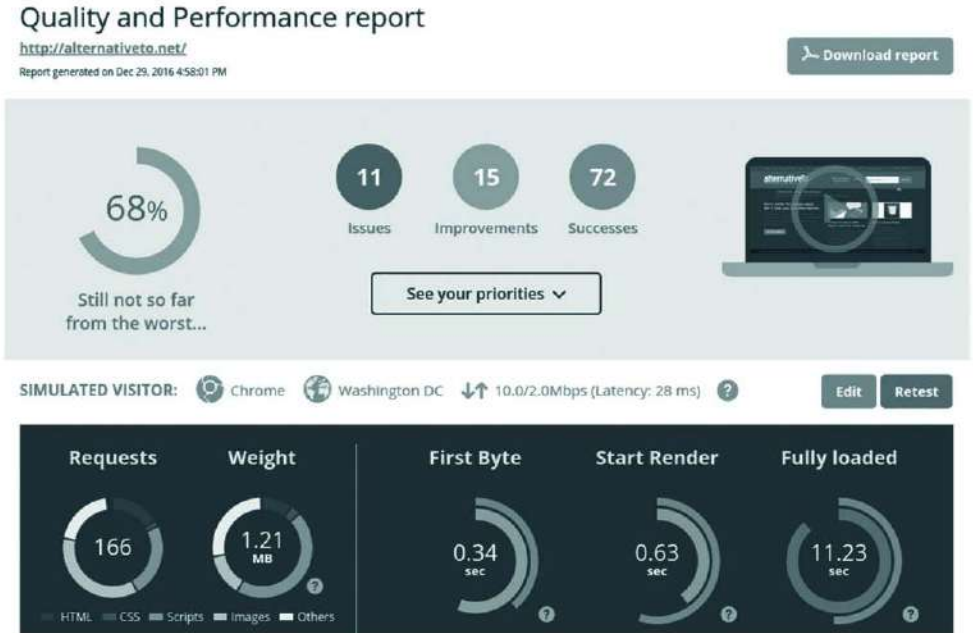 Quality and Performance report
http://alternativeto.net/
Report generated on Dec 29, 2016 4:58:01 PM
Download report
68%
Still not so far
from the worst...
11
Issues
15
Improvements
72
Successes
See your priorities
alternativeto
SIMULATED VISITOR: Chrome Washington DC 10.0/2.0Mbps (Latency: 28 ms) ?
Edit
Retest
Requests
166
Weight
1.21
MB
?
HTML CSS Scripts Images Others
First Byte
0.34
sec
?
Start Render
0.63
sec
?
Fully loaded
11.23
sec
?